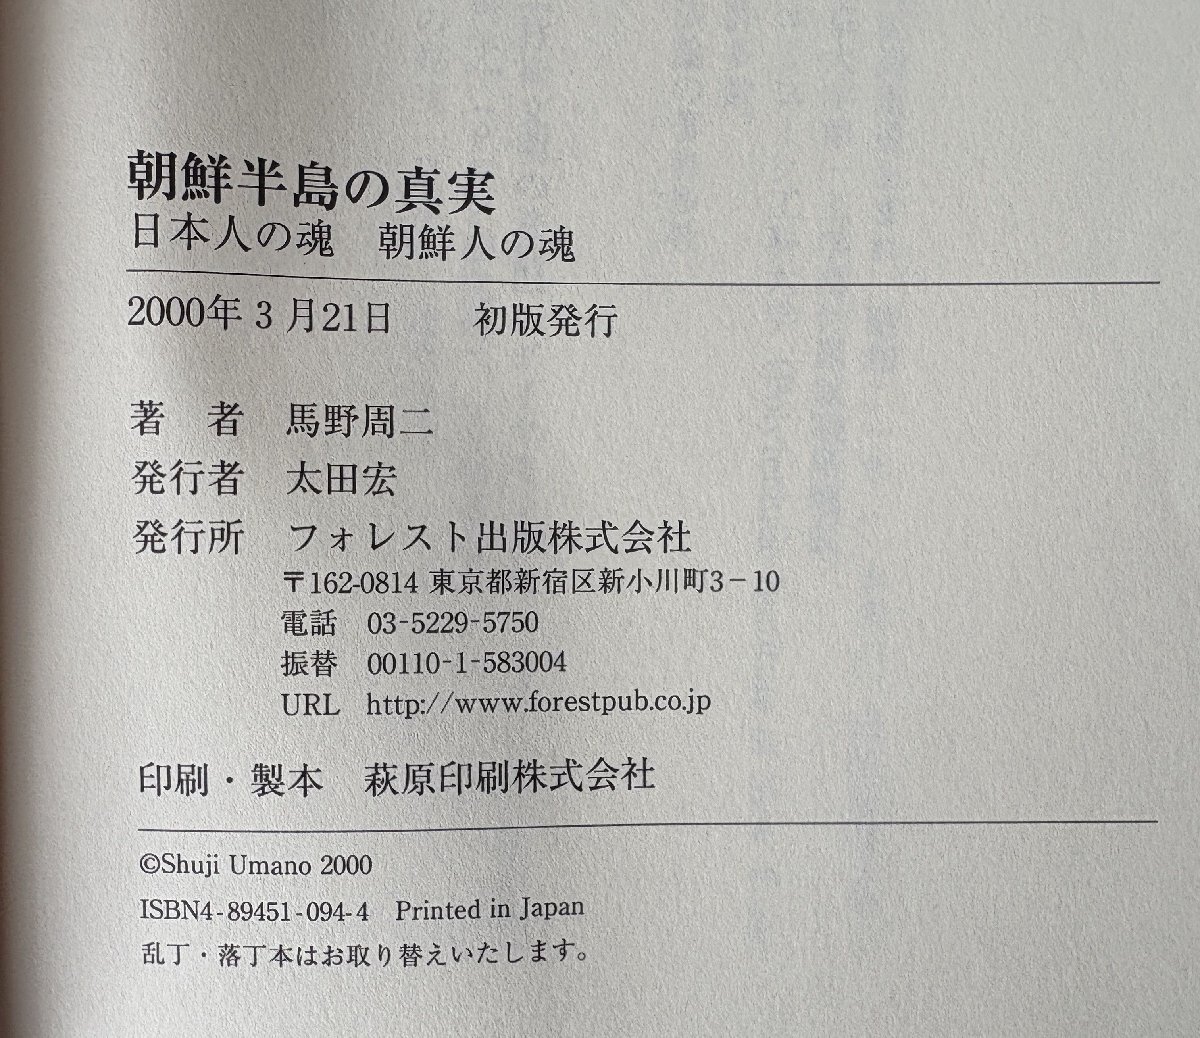 朝鮮半島の真実
日本人の魂　朝鮮人の魂
2000年3月21日　初版発行
著　者　馬野周二
発行者　太田宏
発行所　フォレスト出版株式会社
〒162-0814 東京都新宿区新小川町3－10
電話　03-5229-5750
振替　00110-1-583004
URL　http://www.forestpub.co.jp
印刷・製本　萩原印刷株式会社
©Shuji Umano 2000
ISBN4-89451-094-4　Printed in Japan
乱丁・落丁本はお取り替えいたします。